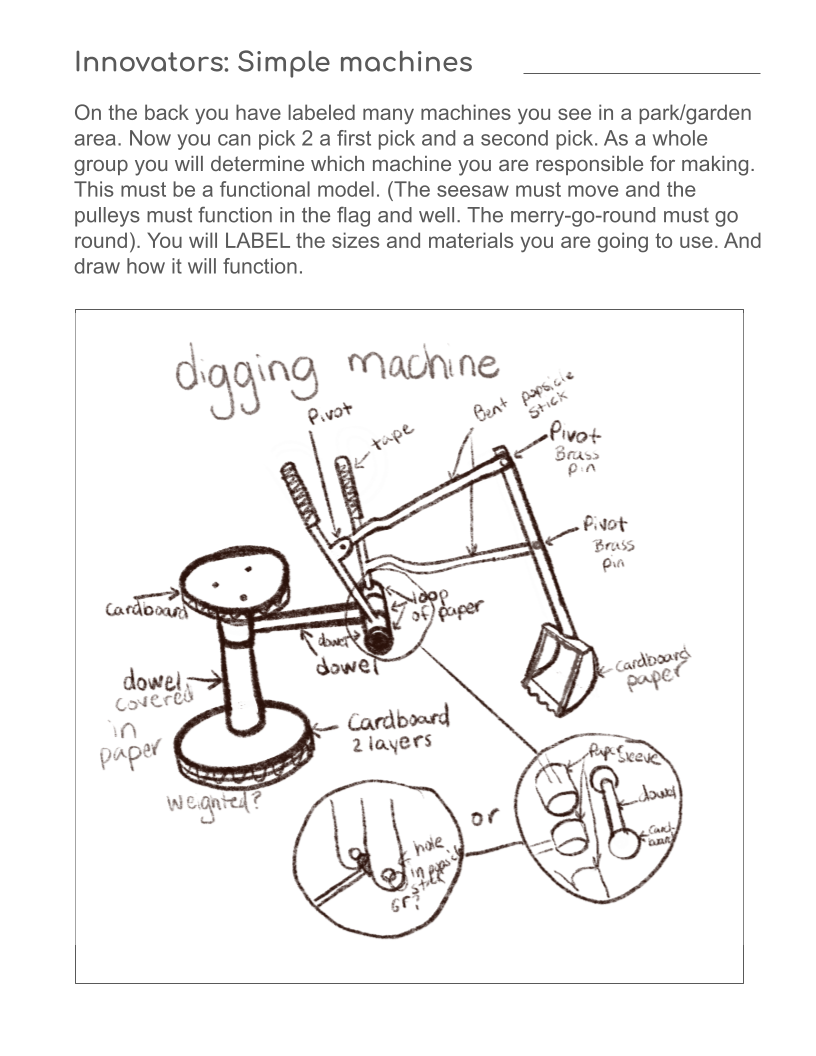 Innovators: Simple machines
On the back you have labeled many machines you see in a park/garden
area. Now you can pick 2 a first pick and a second pick. As a whole
group you will determine which machine you are responsible for making.
This must be a functional model. (The seesaw must move and the
pulleys must function in the flag and well. The merry-go-round must go
round). You will LABEL the sizes and materials you are going to use. And
draw how it will function.
digging machine
Pivot
tape
Bent popsicle
stick
Pivot
Brass
pin
Pivot
Brass
pin
cardboard
loop
of paper
dowel
dowel
dowel
covered
in
paper
cardboard
paper
Cardboard
2 layers
weighted?
Paper sleeve
dowel
card-
board
or
hole
in popsicle
stick